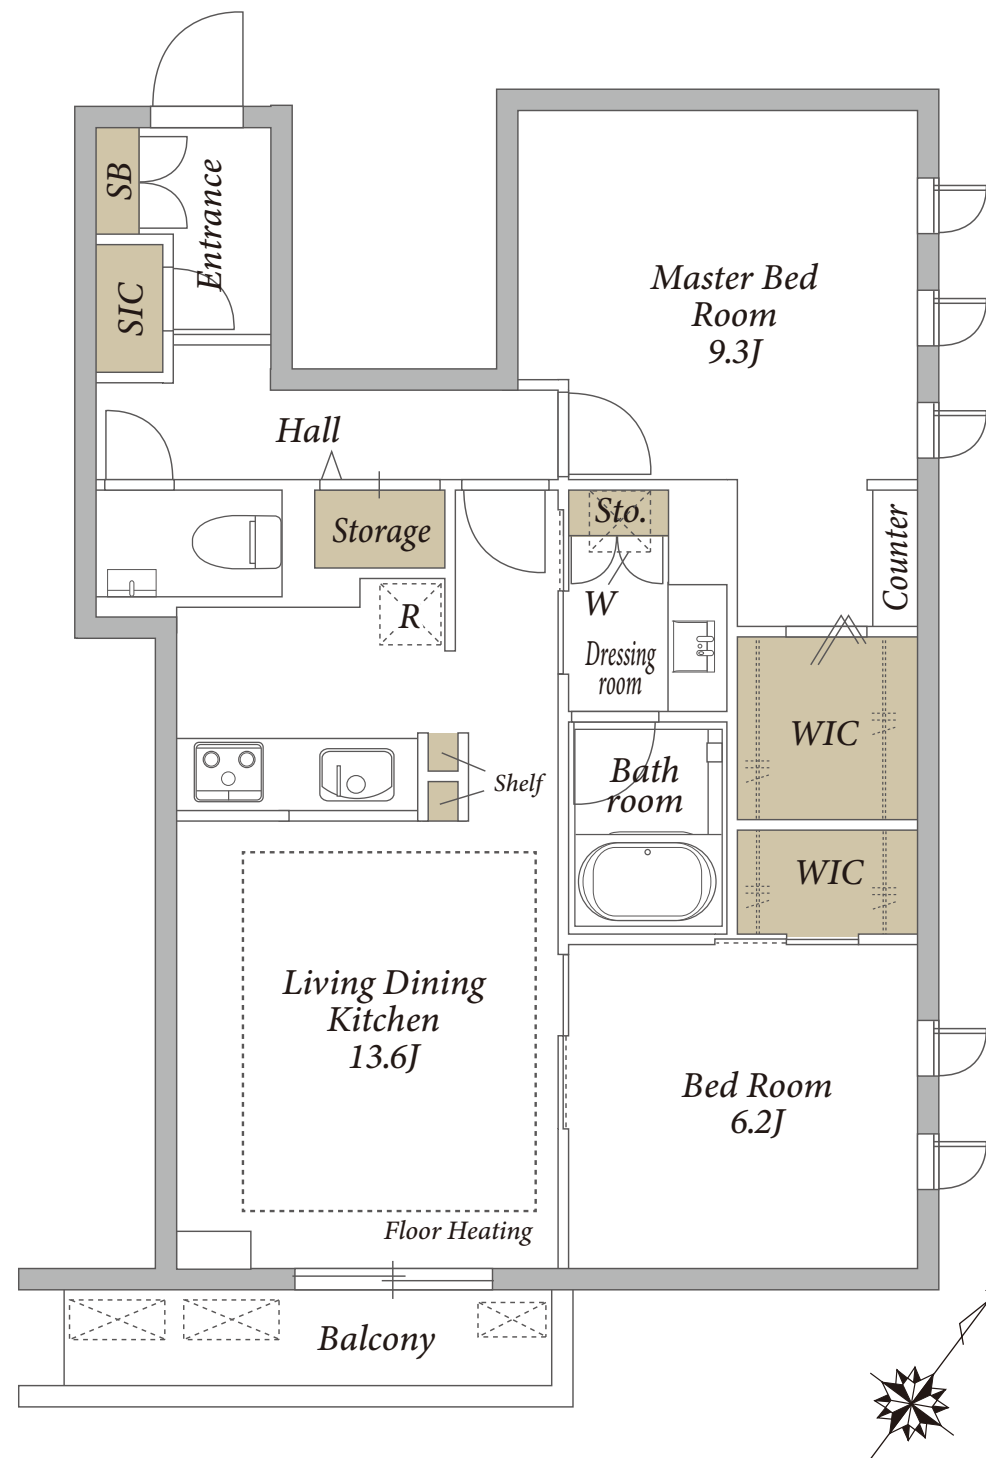 SB
Entrance
SIC
Master Bed
Room
9.3J
Hall
Storage
Sto.
Counter
R
W
Dressing
room
WIC
Shelf
Bath
room
WIC
Living Dining
Kitchen
13.6J
Bed Room
6.2J
Floor Heating
Balcony